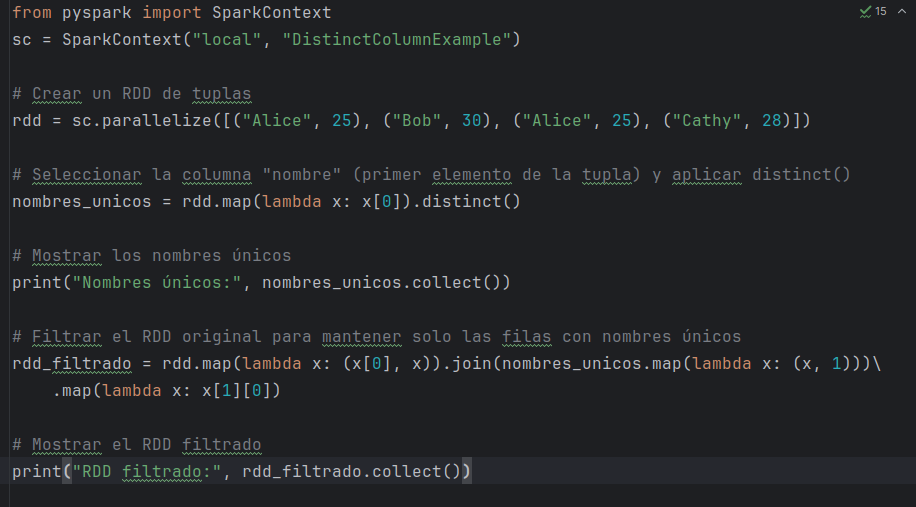 from pyspark import SparkContext
15
sc = SparkContext("local", "DistinctColumnExample")
# Crear un RDD de tuplas
rdd = sc.parallelize([("Alice", 25), ("Bob", 30), ("Alice", 25), ("Cathy", 28)])
# Seleccionar la columna "nombre" (primer elemento de la tupla) y aplicar distinct()
nombres_unicos = rdd.map(lambda x: x[0]).distinct()
# Mostrar los nombres únicos
print("Nombres únicos:", nombres_unicos.collect())
# Filtrar el RDD original para mantener solo las filas con nombres únicos
rdd_filtrado = rdd.map(lambda x: (x[0], x)).join(nombres_unicos.map(lambda x: (x, 1)))\
    .map(lambda x: x[1][0])
# Mostrar el RDD filtrado
print("RDD filtrado:", rdd_filtrado.collect())